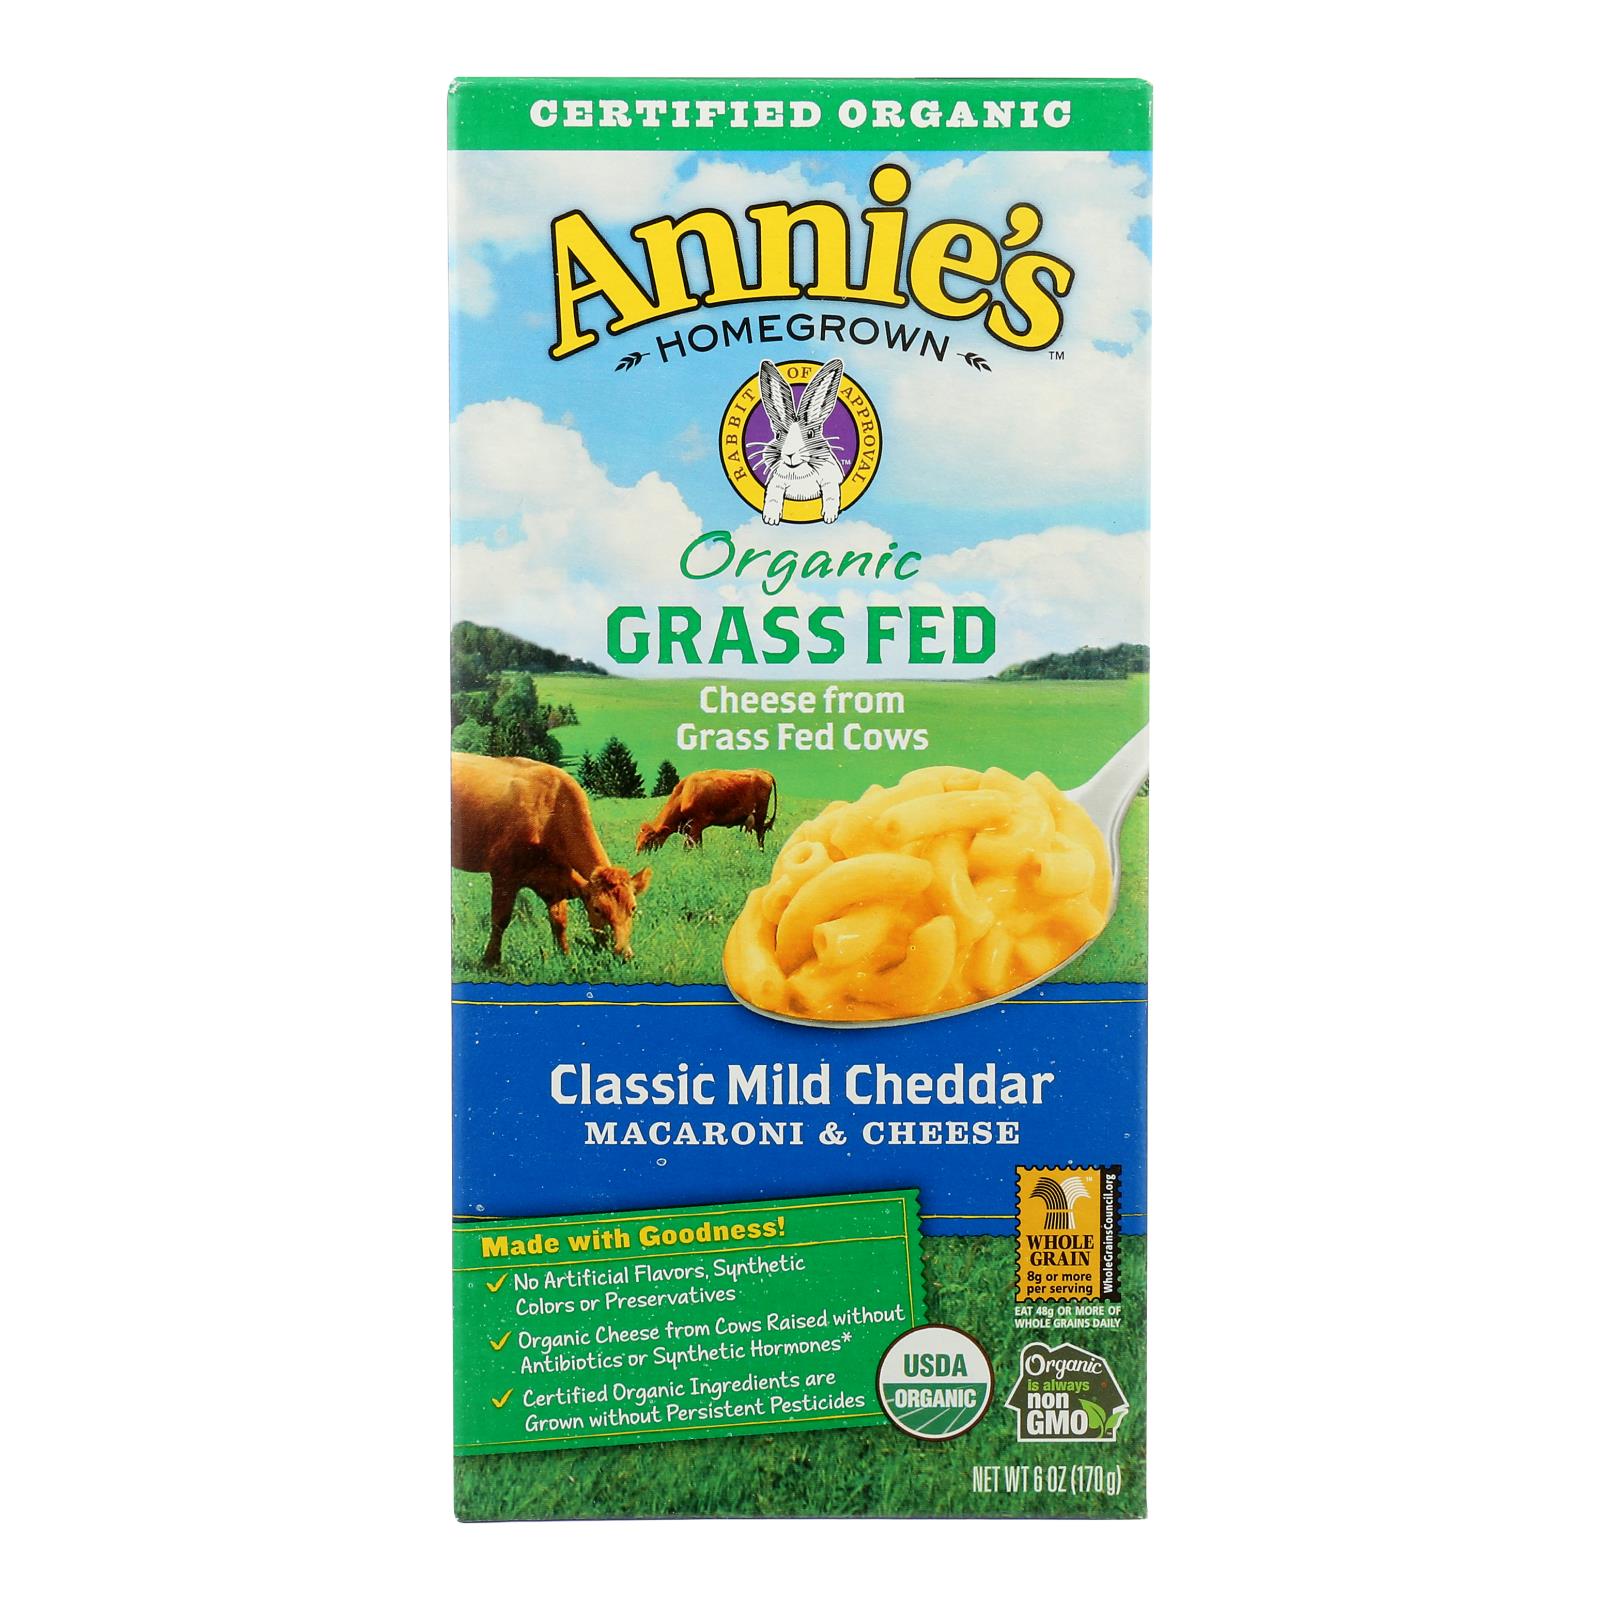 CERTIFIED ORGANIC
Annie's
HOMEGROWN
TM
RABBIT OF APPROVAL
TM
Organic
GRASS FED
Cheese from
Grass Fed Cows
Classic Mild Cheddar
MACARONI & CHEESE
Made with Goodness!
No Artificial Flavors, Synthetic
Colors or Preservatives
Organic Cheese from Cows Raised without
Antibiotics or Synthetic Hormones*
Certified Organic Ingredients are
Grown without Persistent Pesticides
USDA
ORGANIC
TM
WHOLE
GRAIN
8g or more
per serving
WholeGrainsCouncil.org
EAT 48g OR MORE OF
WHOLE GRAINS DAILY
Organic
is always
non
GMO
NET WT 6 OZ (170 g)